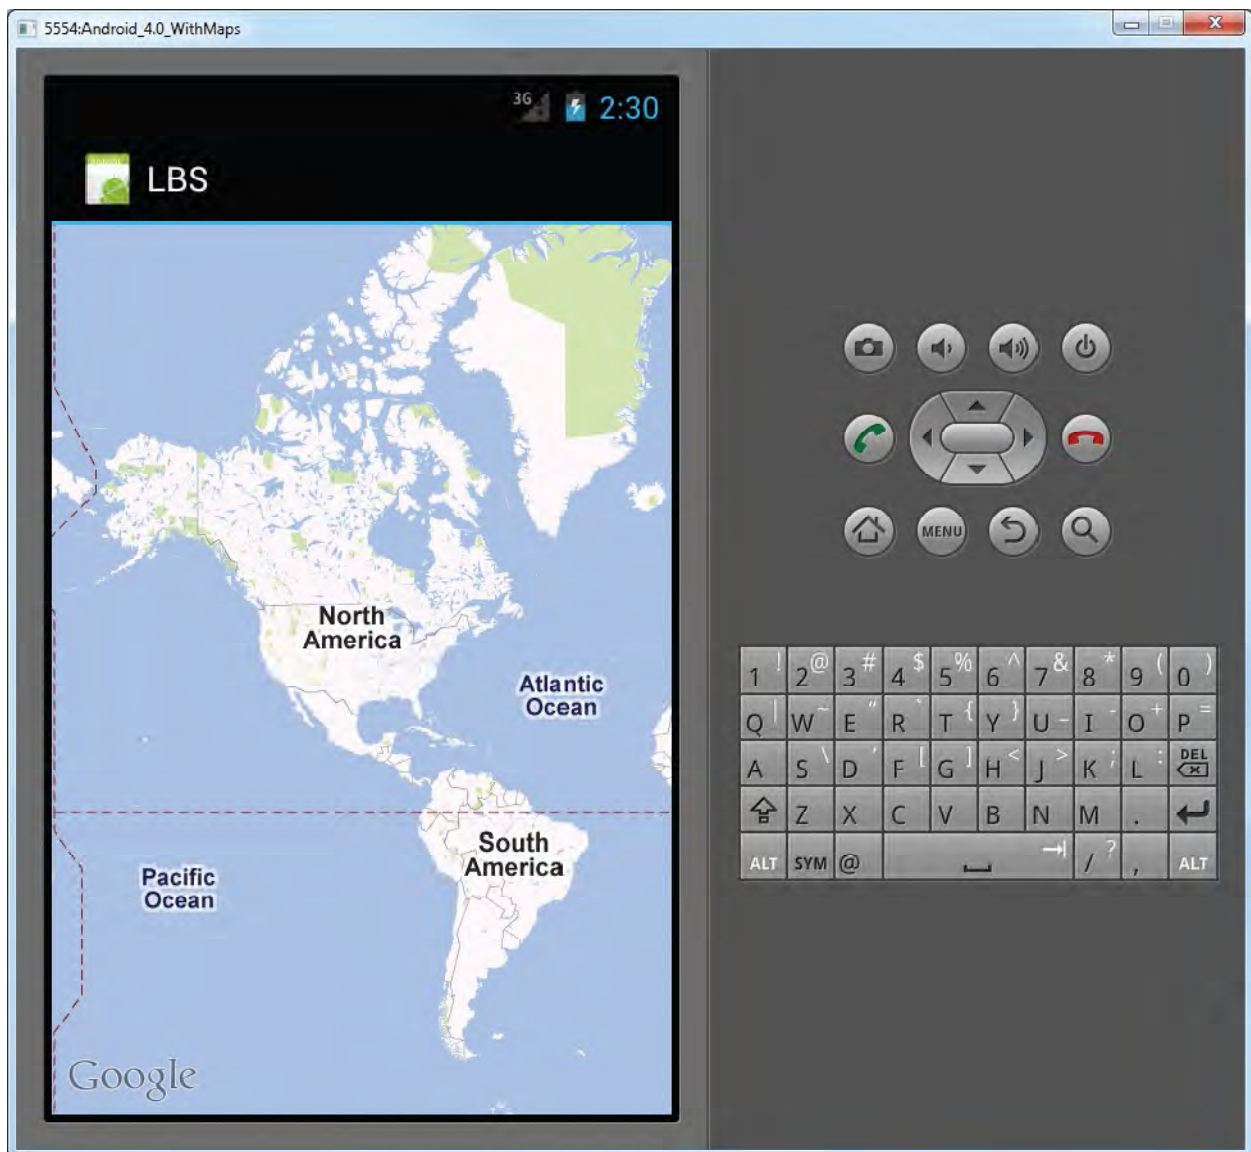 5554:Android_4.0_WithMaps
3G 2:30
LBS
North
America
Atlantic
Ocean
South
America
Pacific
Ocean
Google
MENU
1 ! 2 @ 3 # 4 $ 5 % 6 ^ 7 & 8 * 9 ( 0 )
Q | W ~ E " R ` T { Y } U _ I - O + P =
A S \ D ' F [ G ] H < J > K ; L : DEL
Z X C V B N M .
ALT SYM @ / ? , ALT